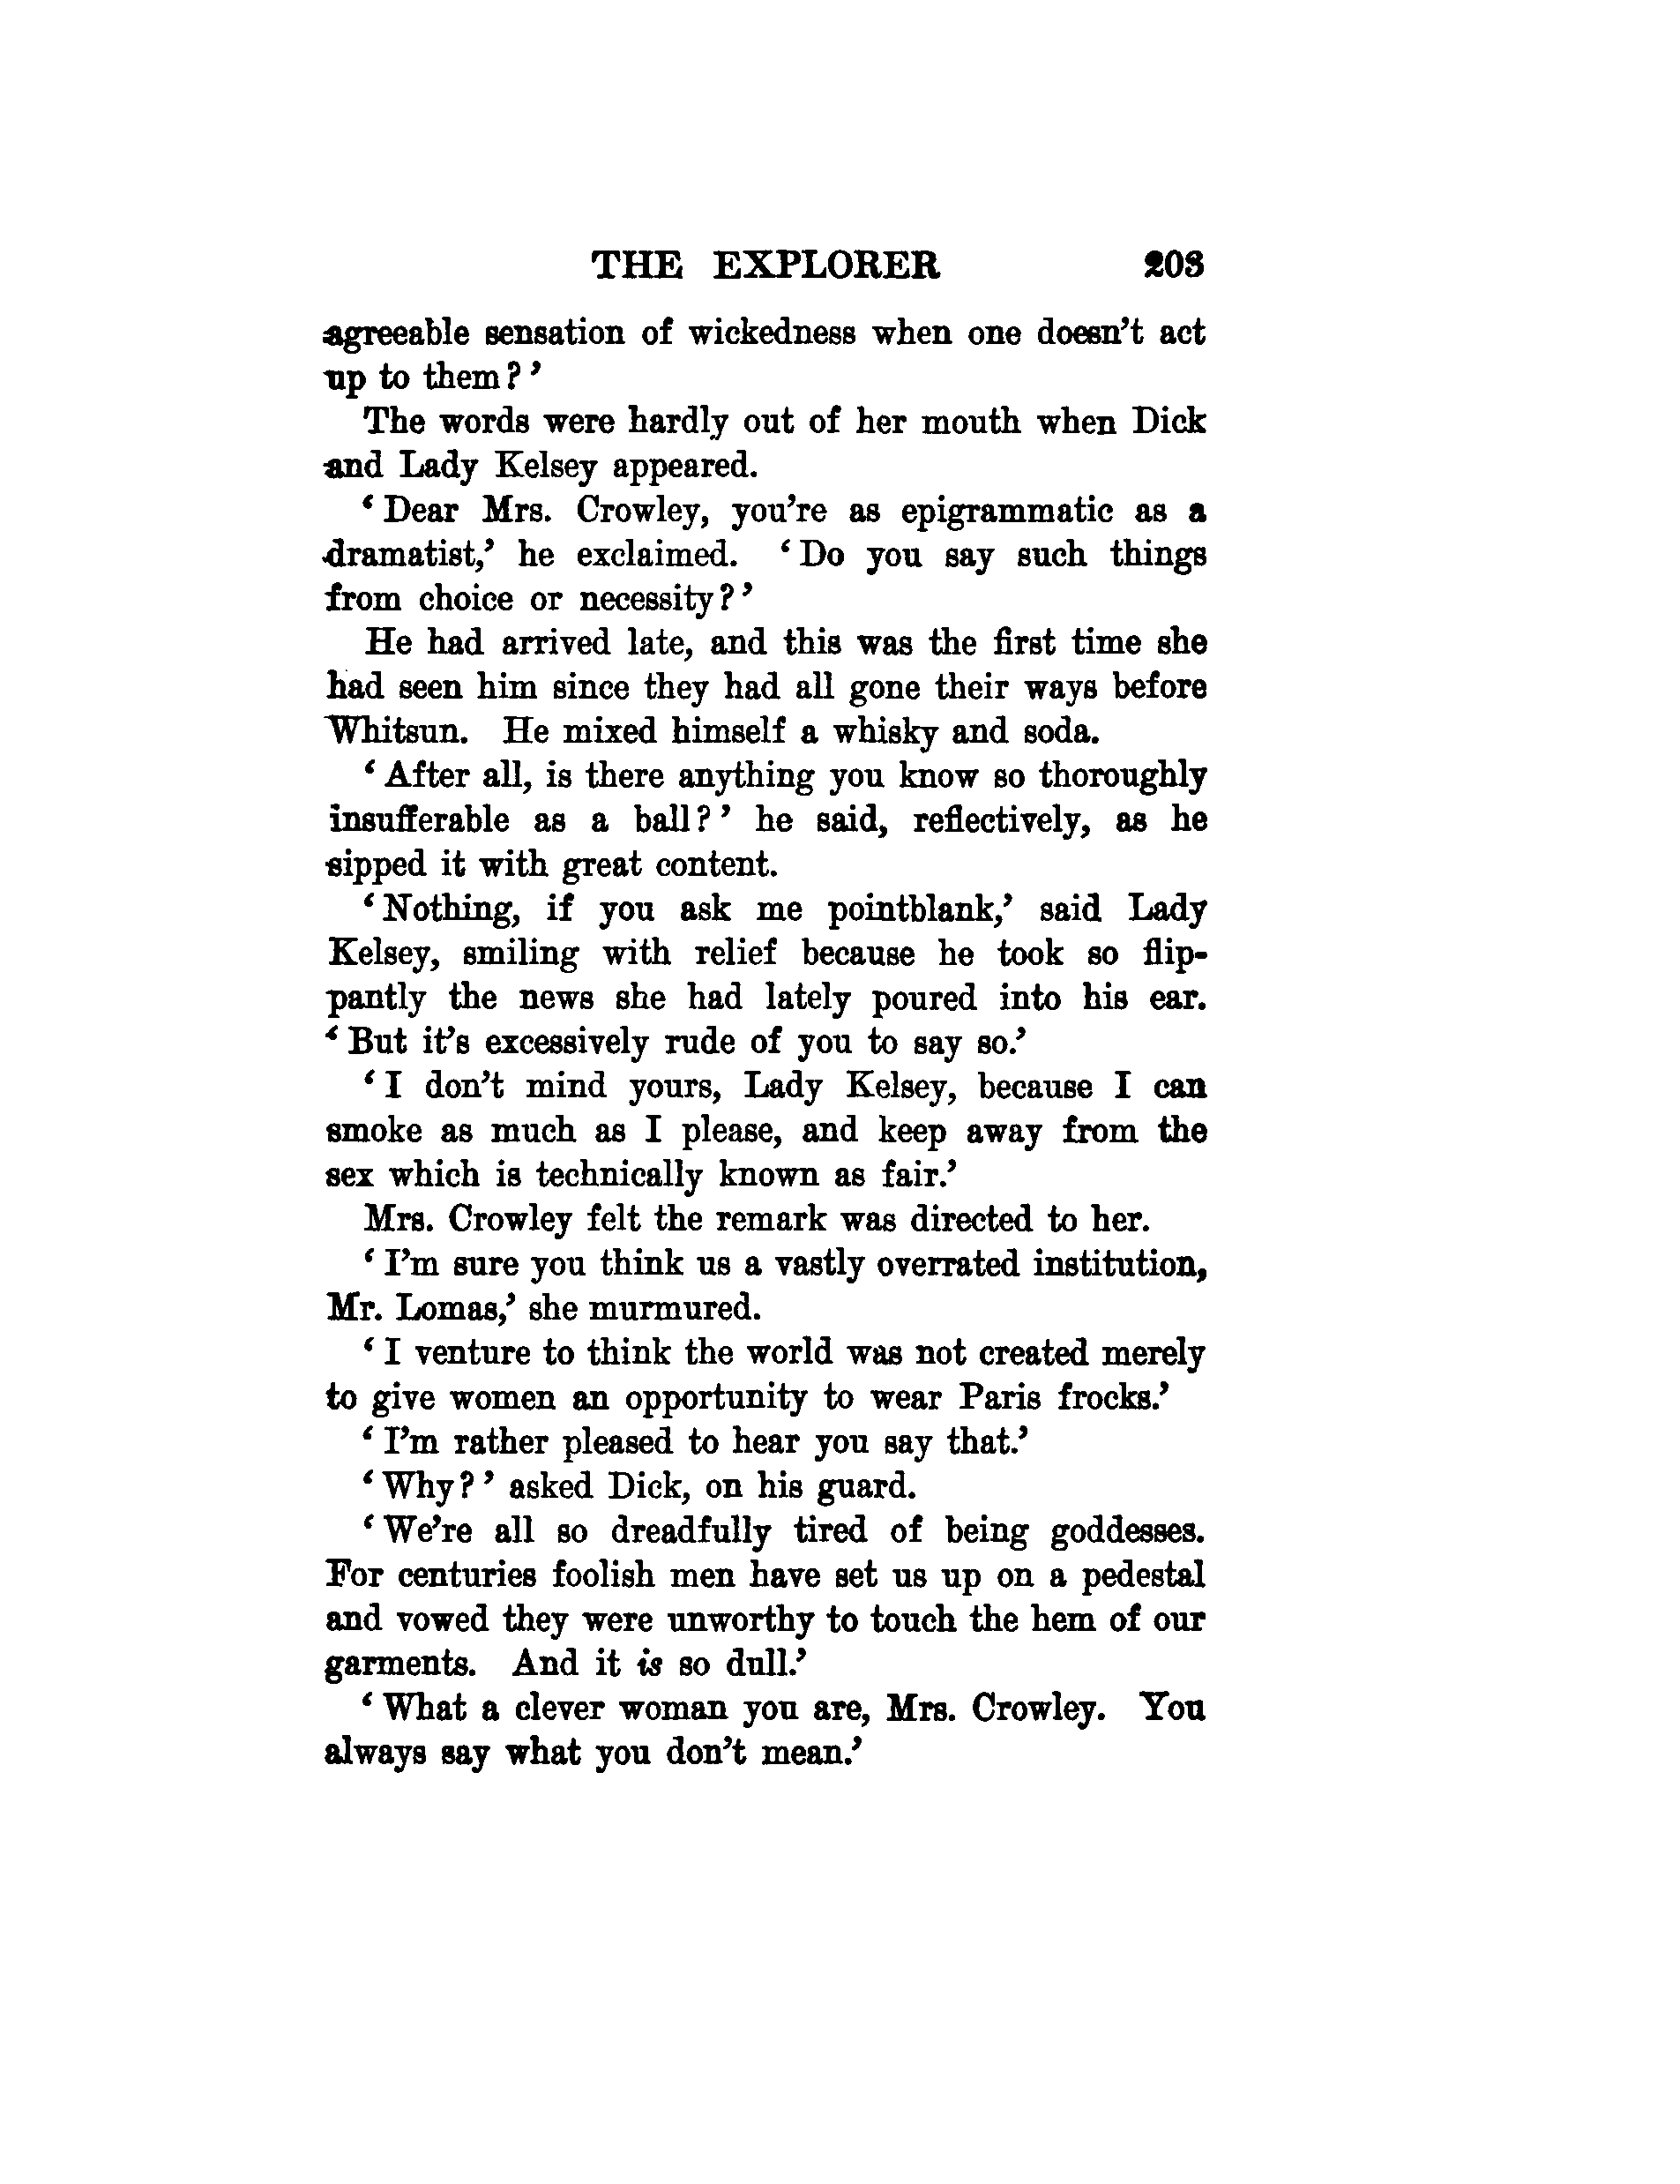 THE EXPLORER 203
agreeable sensation of wickedness when one doesn't act
up to them?'
The words were hardly out of her mouth when Dick
and Lady Kelsey appeared.
'Dear Mrs. Crowley, you're as epigrammatic as a
dramatist,' he exclaimed. 'Do you say such things
from choice or necessity?'
He had arrived late, and this was the first time she
had seen him since they had all gone their ways before
Whitsun. He mixed himself a whisky and soda.
'After all, is there anything you know so thoroughly
insufferable as a ball?' he said, reflectively, as he
sipped it with great content.
'Nothing, if you ask me pointblank,' said Lady
Kelsey, smiling with relief because he took so flip-
pantly the news she had lately poured into his ear.
'But it's excessively rude of you to say so.'
'I don't mind yours, Lady Kelsey, because I can
smoke as much as I please, and keep away from the
sex which is technically known as fair.'
Mrs. Crowley felt the remark was directed to her.
'I'm sure you think us a vastly overrated institution,
Mr. Lomas,' she murmured.
'I venture to think the world was not created merely
to give women an opportunity to wear Paris frocks.'
'I'm rather pleased to hear you say that.'
'Why?' asked Dick, on his guard.
'We're all so dreadfully tired of being goddesses.
For centuries foolish men have set us up on a pedestal
and vowed they were unworthy to touch the hem of our
garments. And it is so dull.'
'What a clever woman you are, Mrs. Crowley. You
always say what you don't mean.'